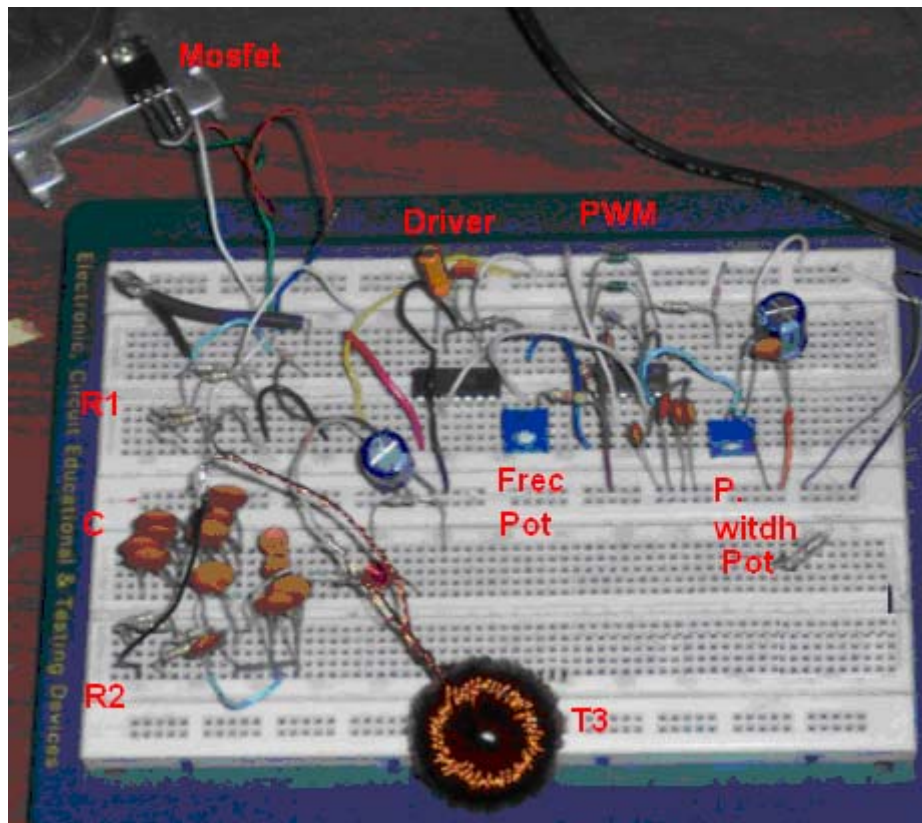 Mosfet
Driver
PWM
R1
Frec
Pot
P.
witdh
Pot
C
R2
T3
Electronic, Circuit Educational & Testing Devices